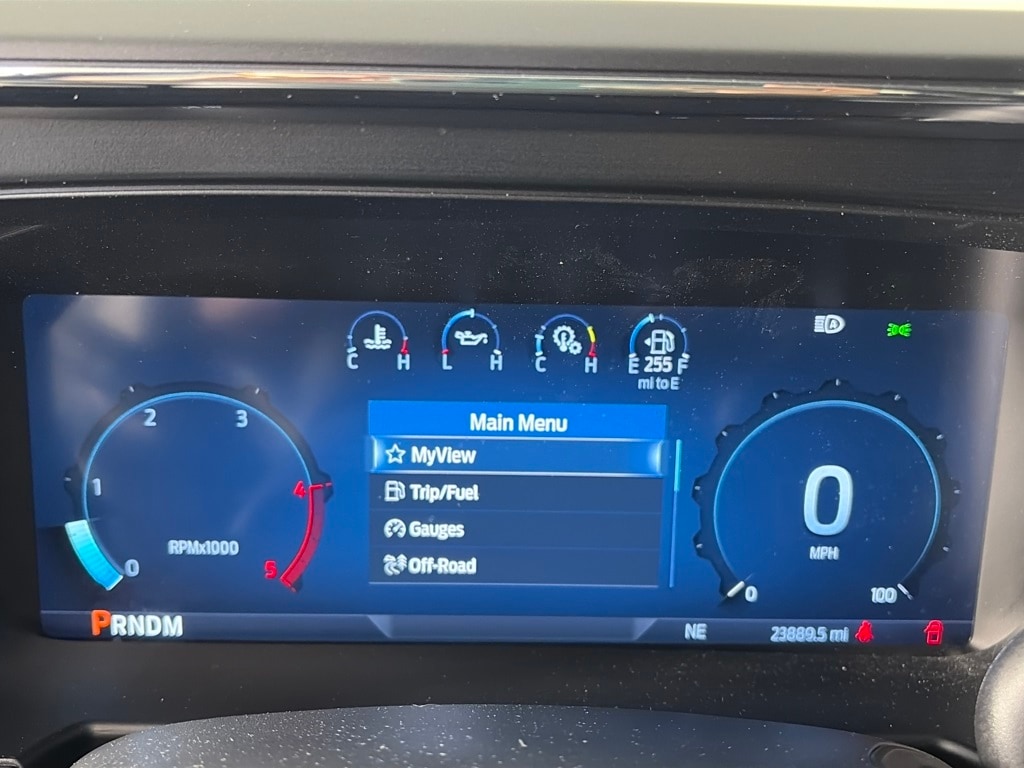 C H
L H
C H
E 255 F
mi to E
A
Main Menu
MyView
Trip/Fuel
Gauges
Off-Road
2 3
1 4
0 5
RPMx1000
0
MPH
0 100
PRNDM
NE
23889.5 mi